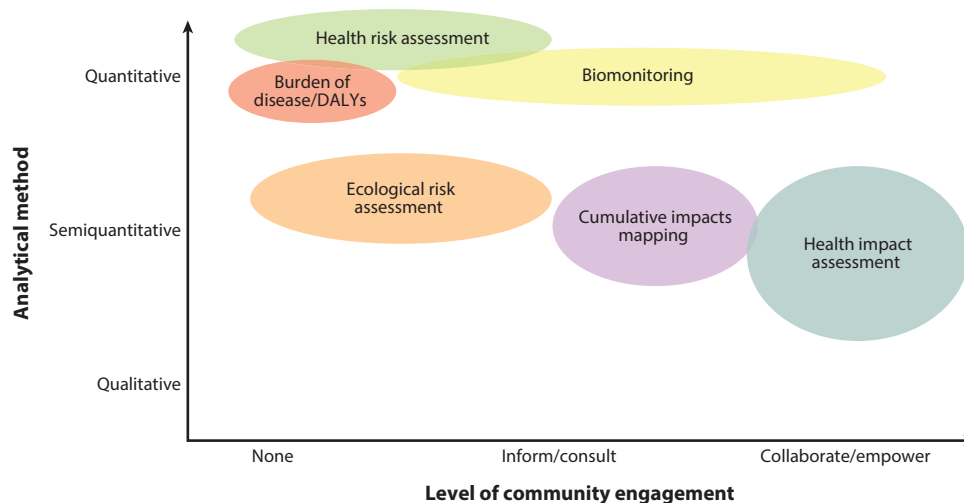 Health risk assessment
Quantitative
Burden of
disease/DALYs
Biomonitoring
Analytical method
Semiquantitative
Ecological risk
assessment
Cumulative impacts
mapping
Health impact
assessment
Qualitative
None
Inform/consult
Collaborate/empower
Level of community engagement